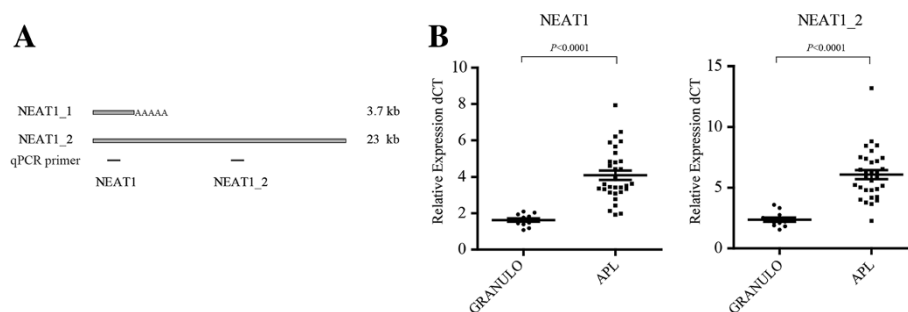 A
NEAT1_1
AAAAA
3.7 kb
NEAT1_2
23 kb
qPCR primer
NEAT1
NEAT1_2
B
NEAT1
P<0.0001
Relative Expression dCT
10
8
6
4
2
0
GRANULO
APL
NEAT1_2
P<0.0001
Relative Expression dCT
15
10
5
0
GRANULO
APL